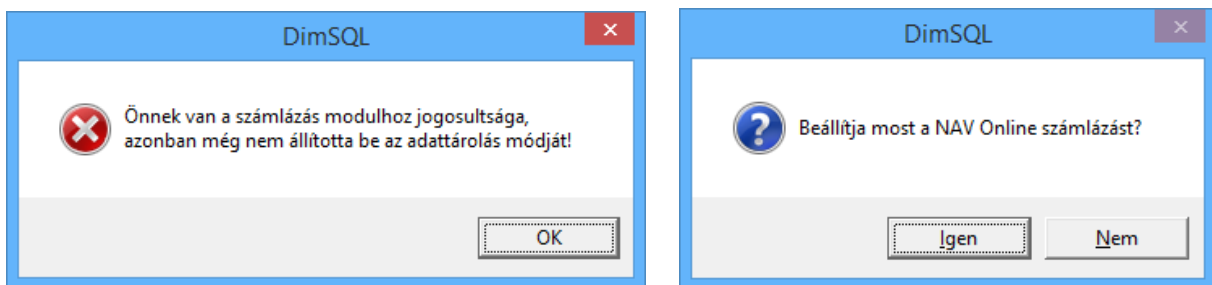 DimSQL
Önnek van a számlázás modulhoz jogosultsága,
azonban még nem állította be az adattárolás módját!
OK
DimSQL
Beállítja most a NAV Online számlázást?
Igen
Nem